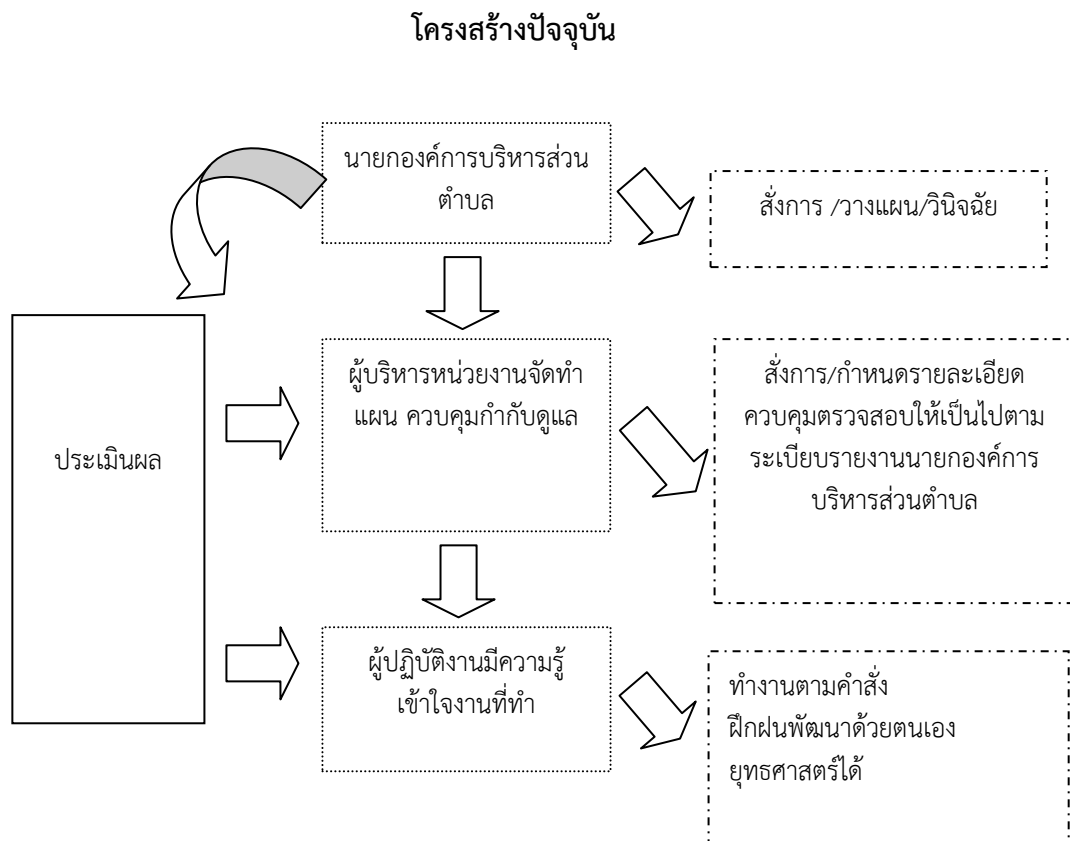 โครงสร้างปัจจุบัน
นายกองค์การบริหารส่วน
ตำบล
สั่งการ /วางแผน/วินิจฉัย
ประเมินผล
ผู้บริหารหน่วยงานจัดทำ
แผน ควบคุมกำกับดูแล
สั่งการ/กำหนดรายละเอียด
ควบคุมตรวจสอบให้เป็นไปตาม
ระเบียบรายงานนายกองค์การ
บริหารส่วนตำบล
ผู้ปฏิบัติงานมีความรู้
เข้าใจงานที่ทำ
ทำงานตามคำสั่ง
ฝึกฝนพัฒนาด้วยตนเอง
ยุทธศาสตร์ได้